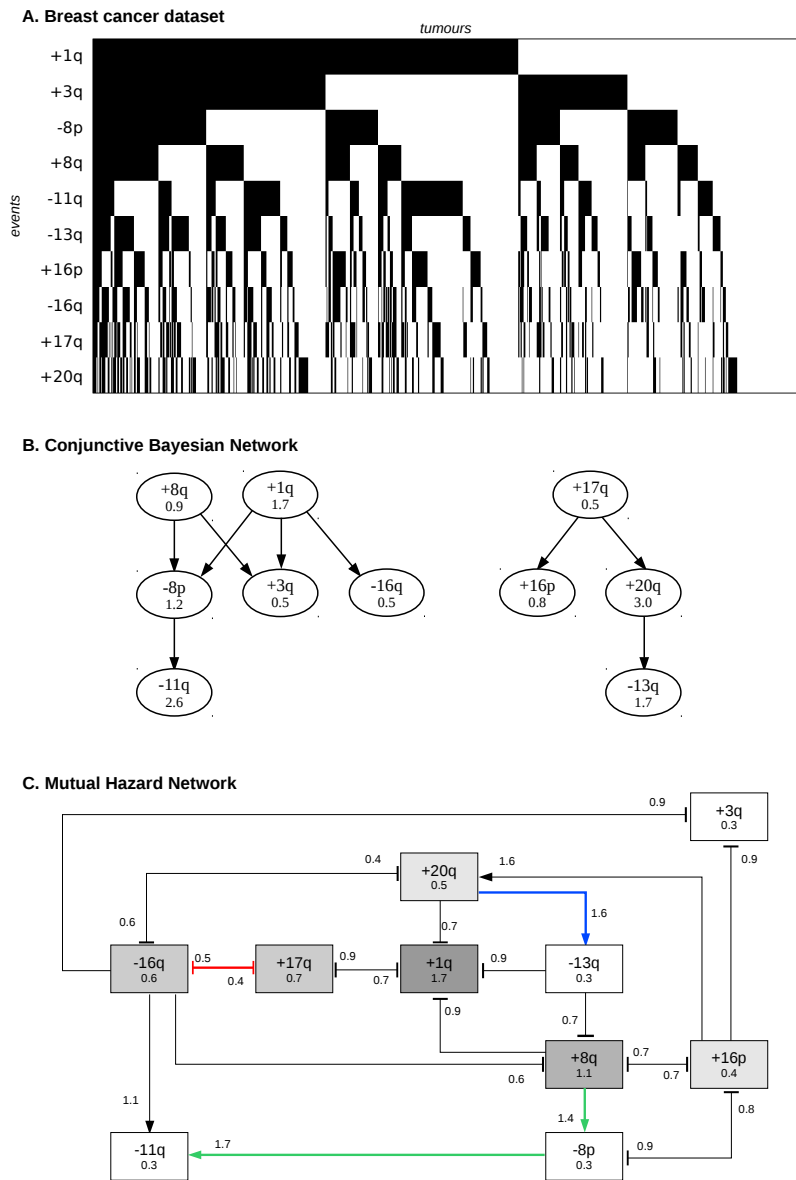 A. Breast cancer dataset
tumours
events
+1q
+3q
-8p
+8q
-11q
-13q
+16p
-16q
+17q
+20q
B. Conjunctive Bayesian Network
+8q
0.9
+1q
1.7
+17q
0.5
-8p
1.2
+3q
0.5
-16q
0.5
+16p
0.8
+20q
3.0
-11q
2.6
-13q
1.7
C. Mutual Hazard Network
0.9
+3q
0.3
0.4
+20q
0.5
1.6
0.9
0.6
0.7
1.6
-16q
0.6
0.5
0.4
+17q
0.7
0.9
0.7
+1q
1.7
0.9
-13q
0.3
0.9
0.7
0.6
+8q
1.1
0.7
0.7
+16p
0.4
1.1
1.4
0.8
-11q
0.3
1.7
-8p
0.3
0.9